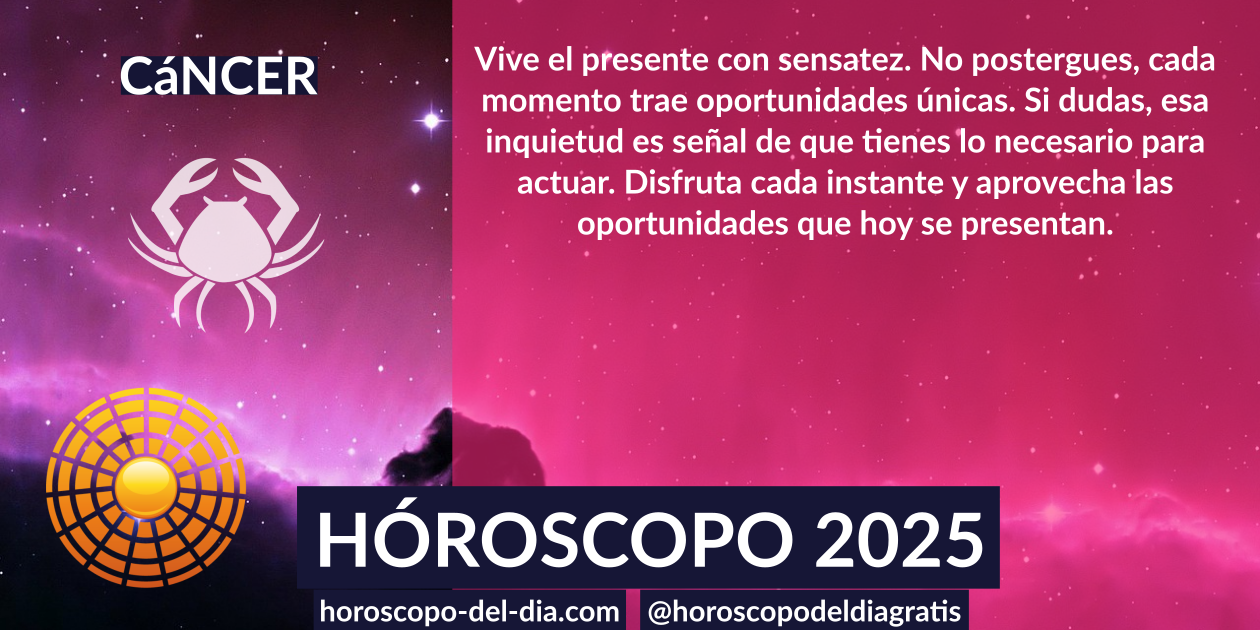 CáNCER
Vive el presente con sensatez. No postergues, cada
momento trae oportunidades únicas. Si dudas, esa
inquietud es señal de que tienes lo necesario para
actuar. Disfruta cada instante y aprovecha las
oportunidades que hoy se presentan.
HÓROSCOPO 2025
horoscopo-del-dia.com
@horoscopodeldiagratis